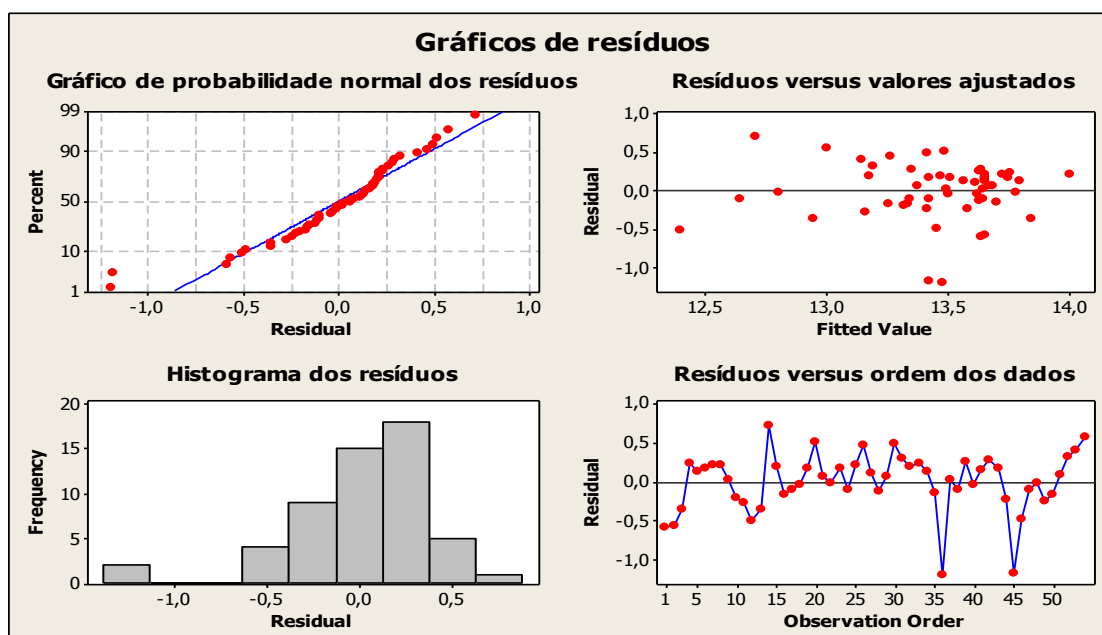 Gráficos de resíduos
Gráfico de probabilidade normal dos resíduos
99
90
50
10
1
Percent
-1,0 -0,5 0,0 0,5 1,0
Residual
Resíduos versus valores ajustados
1,0
0,5
0,0
-0,5
-1,0
Residual
12,5 13,0 13,5 14,0
Fitted Value
Histograma dos resíduos
20
15
10
5
0
Frequency
-1,0 -0,5 0,0 0,5
Residual
Resíduos versus ordem dos dados
1,0
0,5
0,0
-0,5
-1,0
Residual
1 5 10 15 20 25 30 35 40 45 50
Observation Order